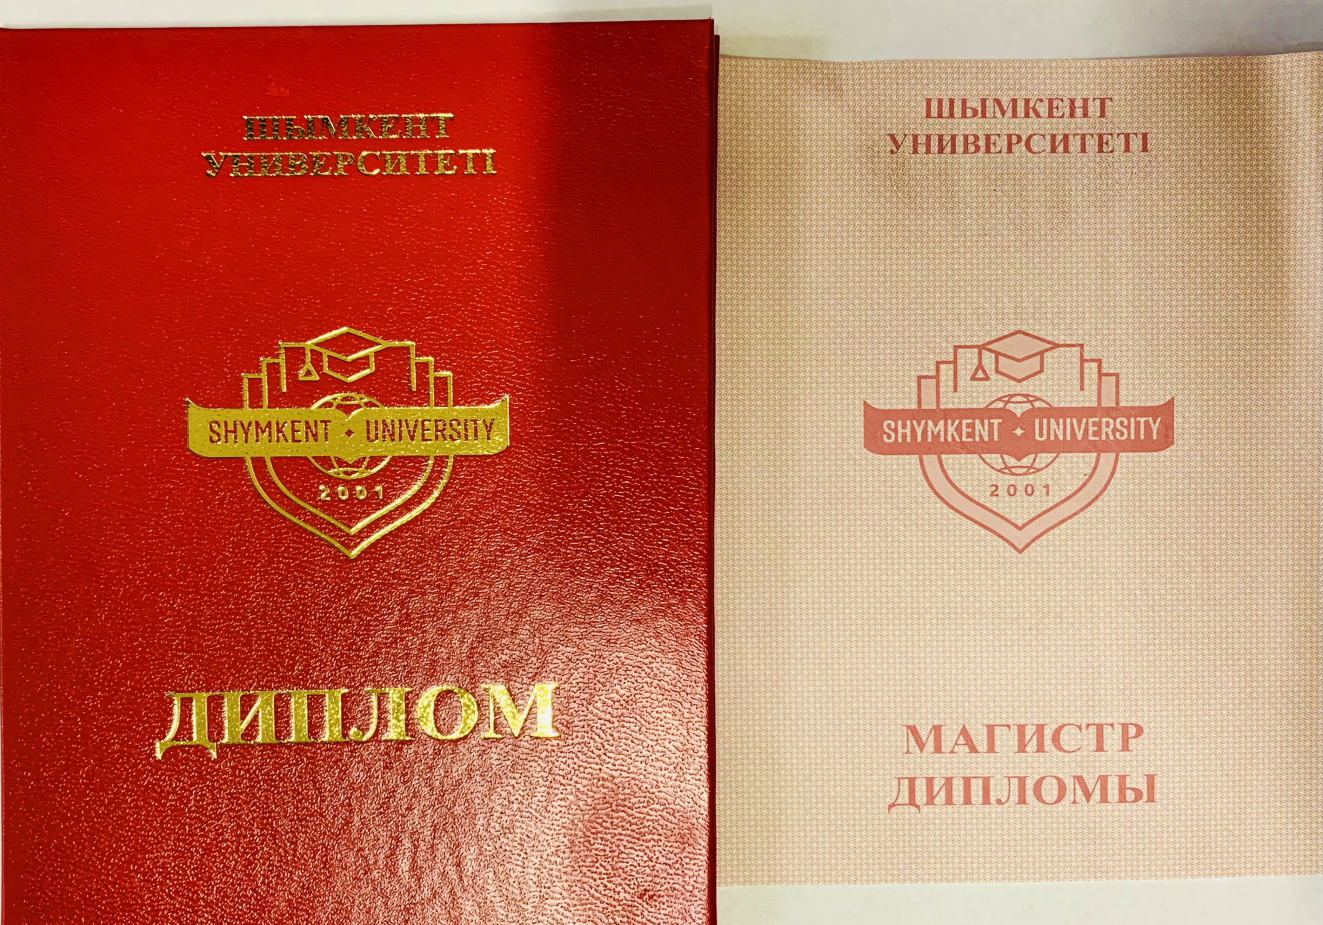 ШЫМКЕНТ
УНИВЕРСИТЕТІ
SHYMKENT UNIVERSITY
2001
ДИПЛОМ
ШЫМКЕНТ
УНИВЕРСИТЕТІ
SHYMKENT UNIVERSITY
2001
МАГИСТР
ДИПЛОМЫ